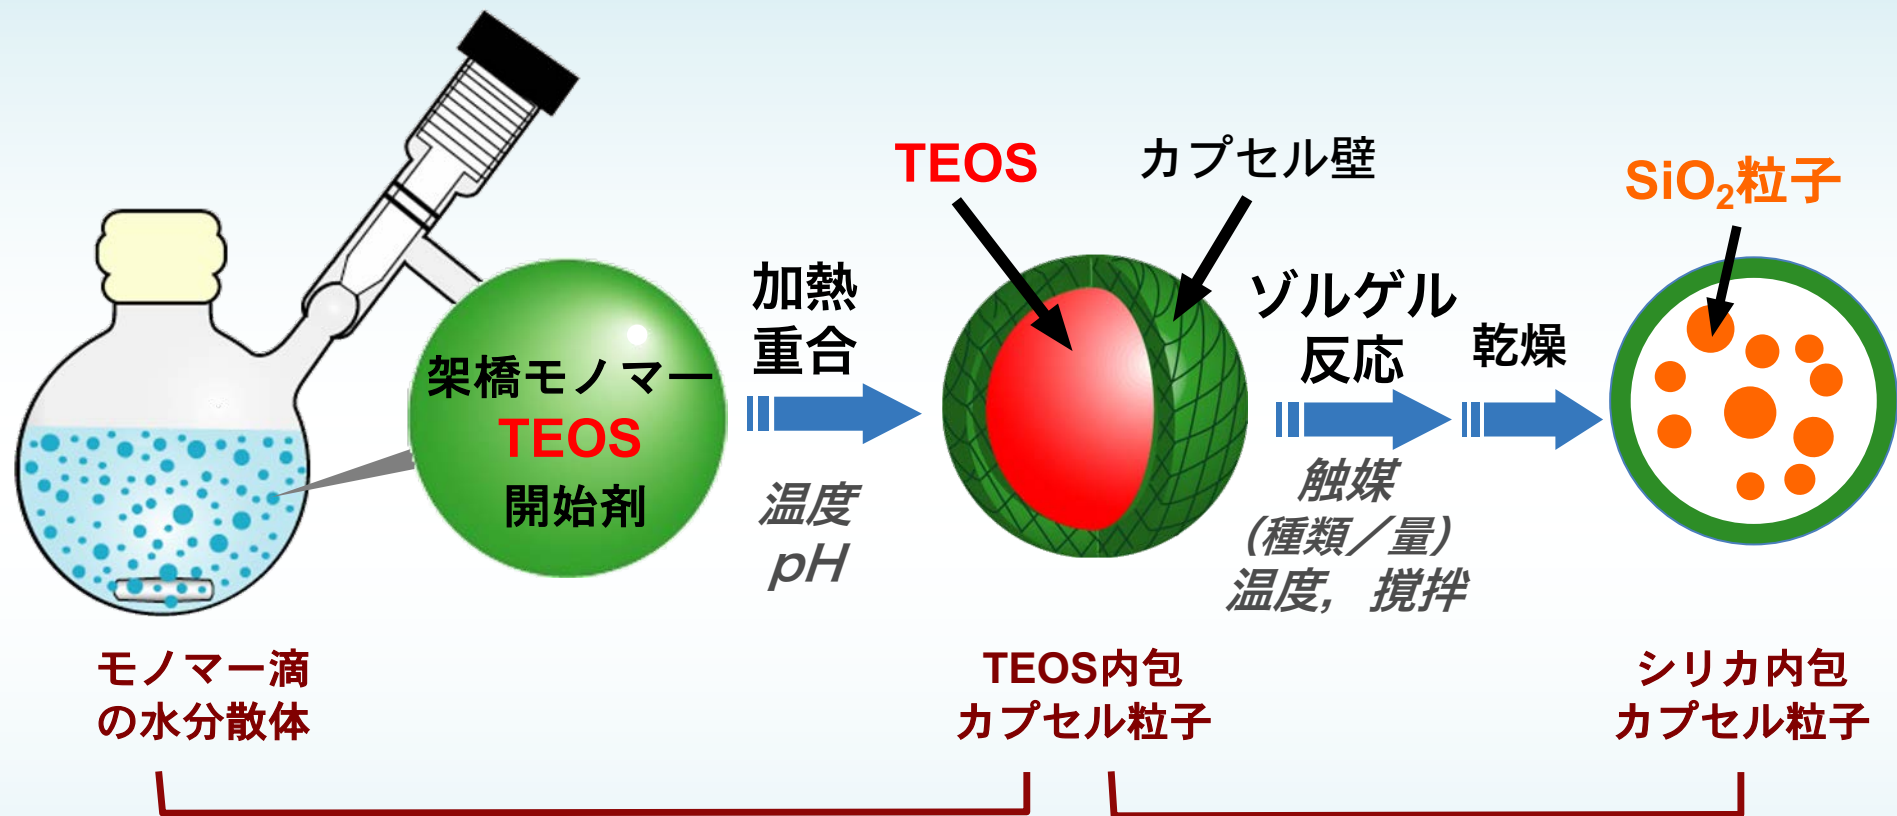 架橋モノマー
TEOS
開始剤
加熱
重合
温度
pH
TEOS
カプセル壁
ゾルゲル
反応
触媒
（種類／量）
温度，撹拌
乾燥
SiO₂粒子
モノマー滴
の水分散体
TEOS内包
カプセル粒子
シリカ内包
カプセル粒子